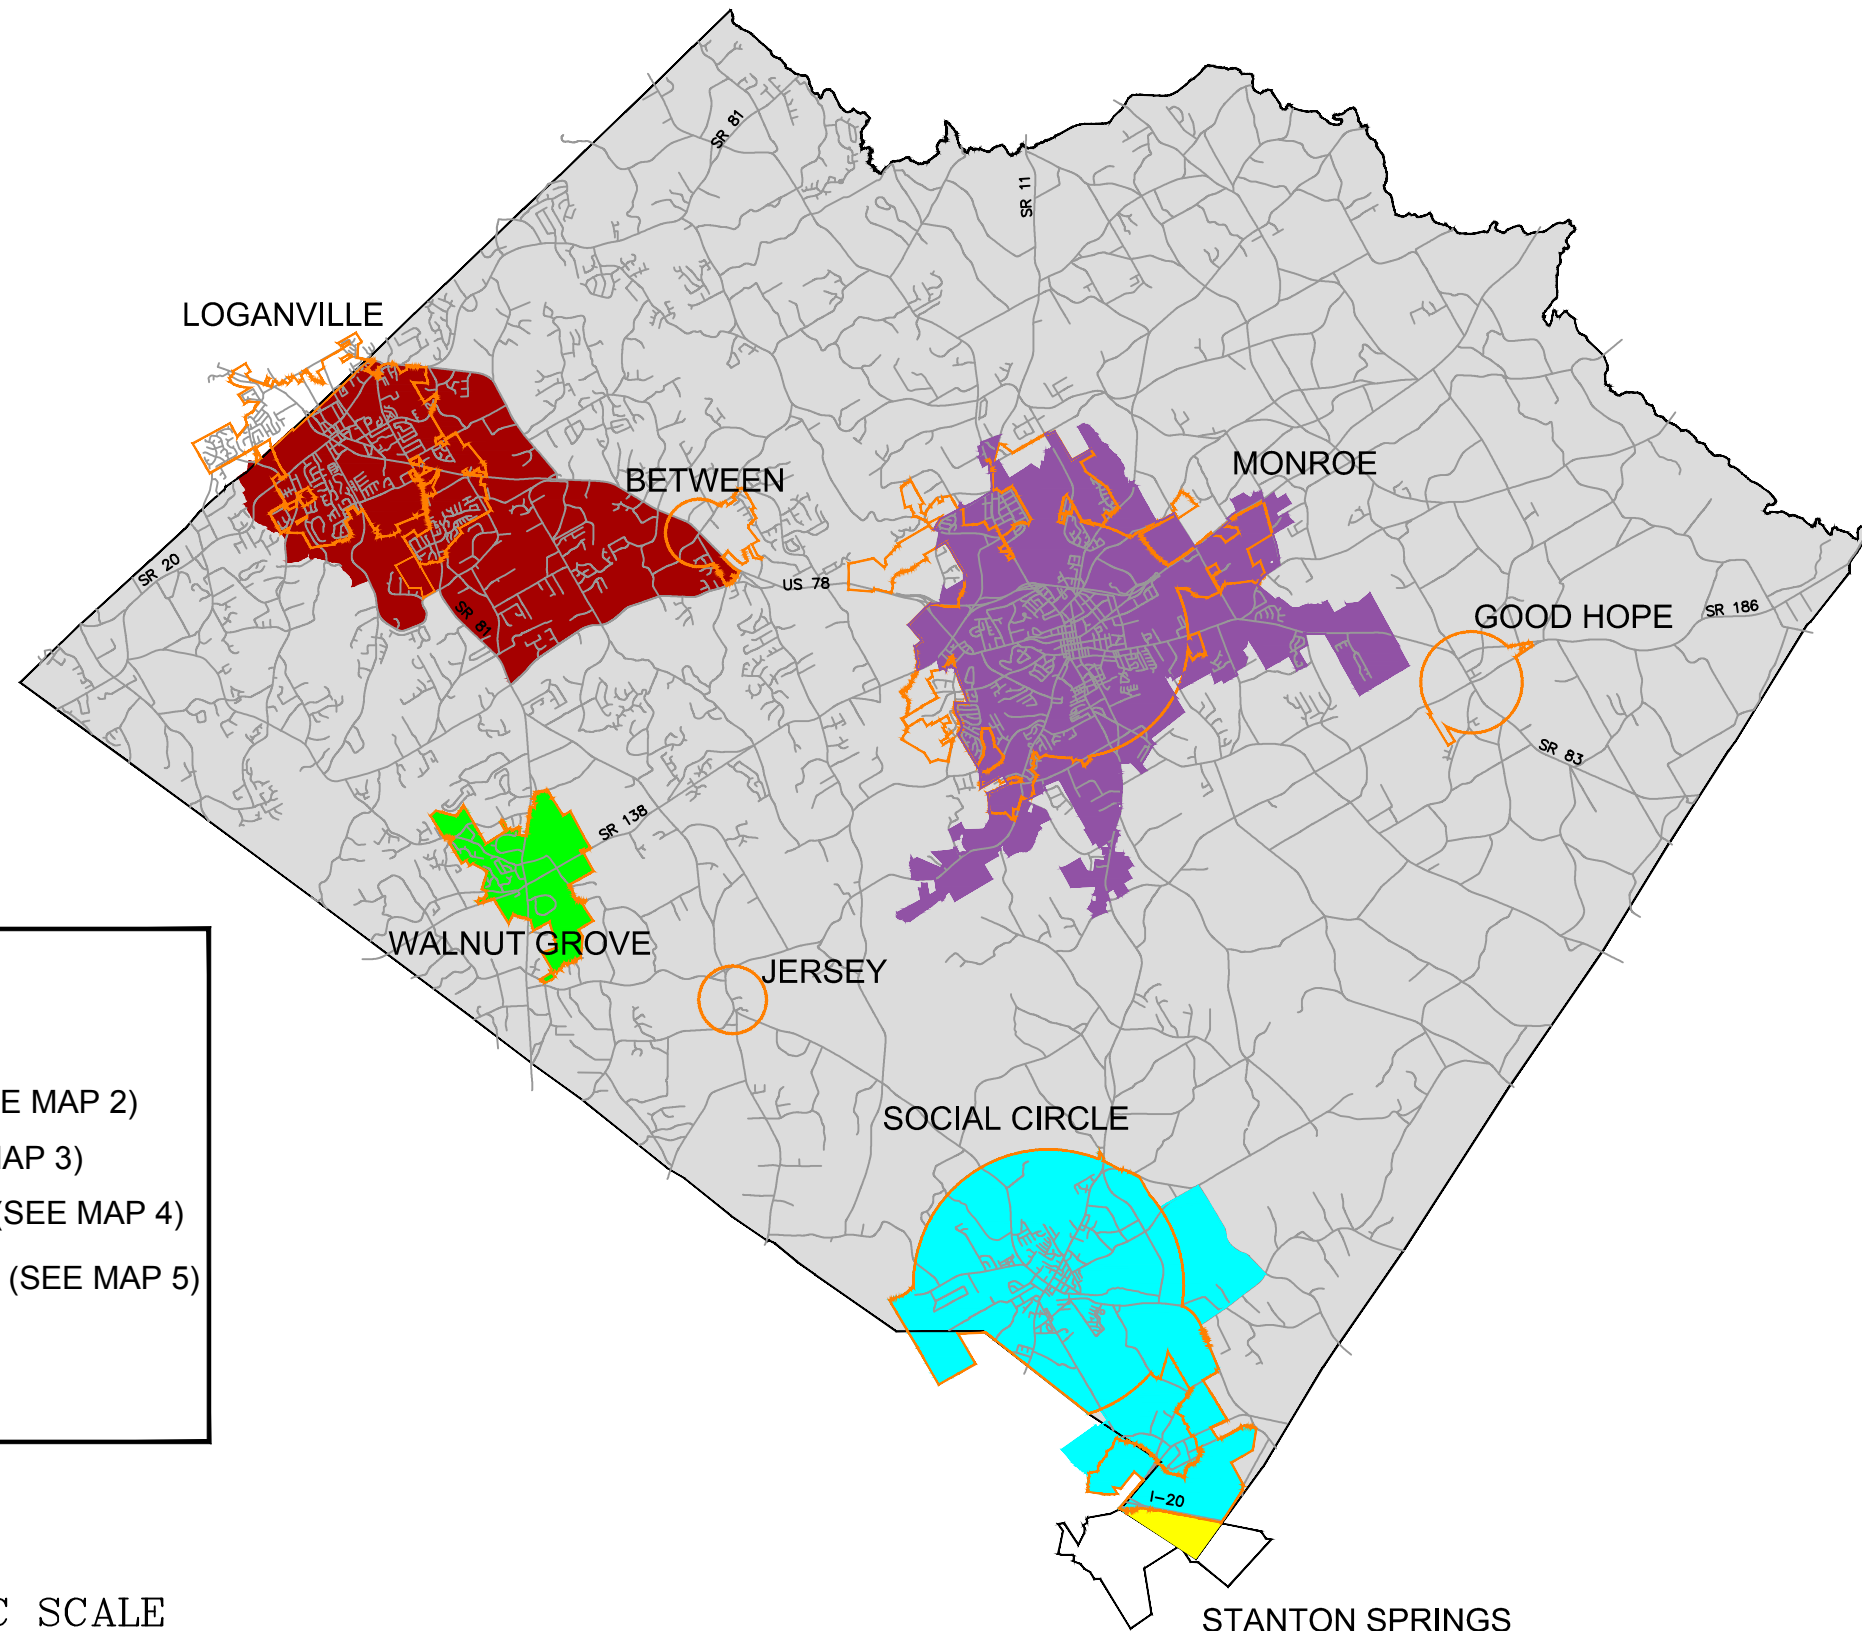 SR 81
SR 11
LOGANVILLE
BETWEEN
MONROE
SR 20
US 78
SR 81
GOOD HOPE
SR 186
SR 83
SR 138
WALNUT GROVE
JERSEY
E MAP 2)
MAP 3)
(SEE MAP 4)
(SEE MAP 5)
SOCIAL CIRCLE
I-20
C SCALE
STANTON SPRINGS